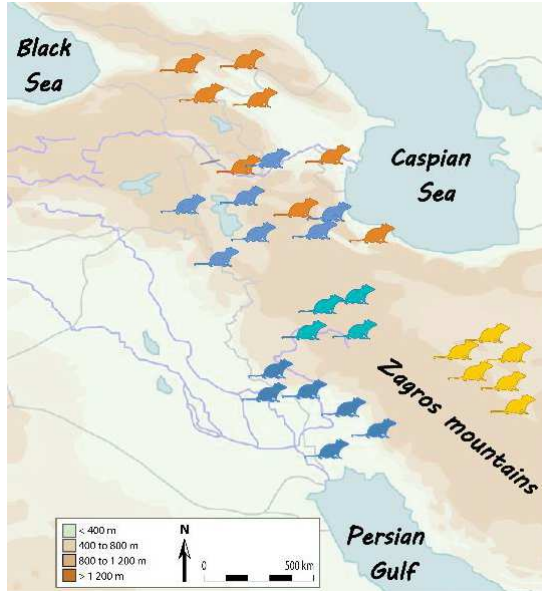 Black
Sea
Caspian
Sea
Zagros mountains
Persian
Gulf
< 400 m
400 to 800 m
800 to 1 200 m
> 1 200 m
N
0 500 km